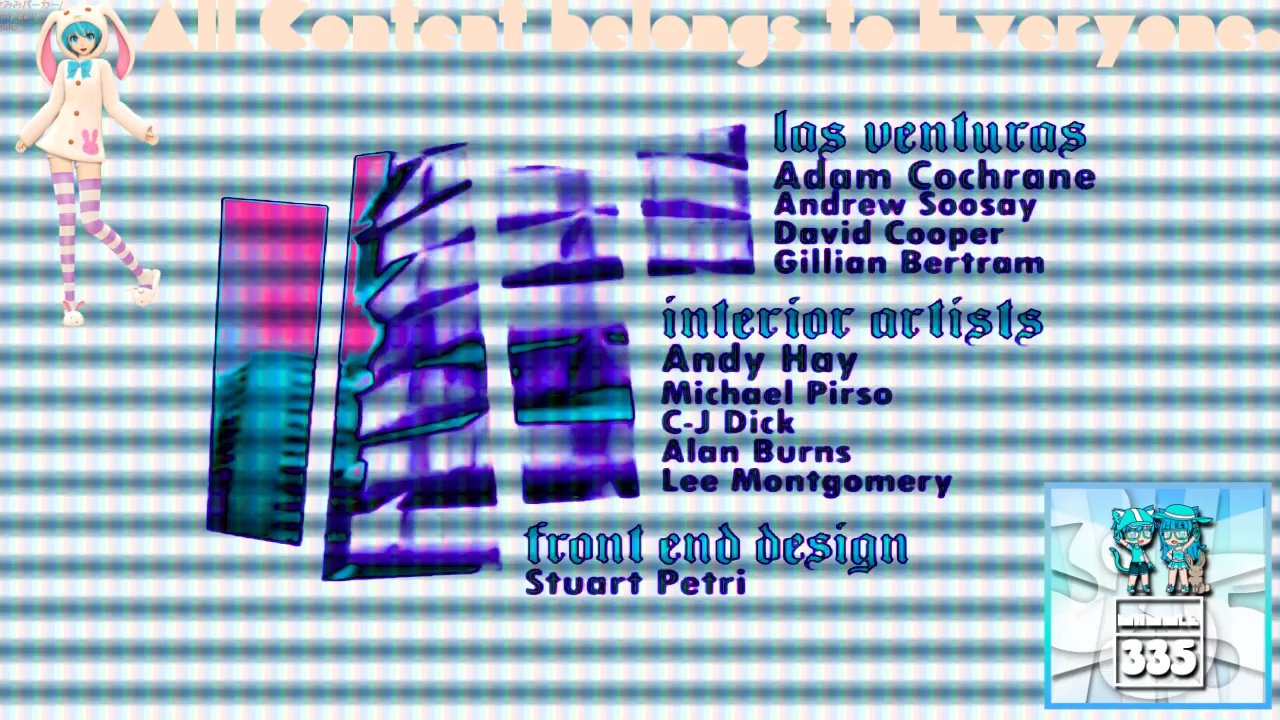 All Content belongs to Everyone.
las venturas
Adam Cochrane
Andrew Soosay
David Cooper
Gillian Bertram
interior artists
Andy Hay
Michael Pirso
C-J Dick
Alan Burns
Lee Montgomery
front end design
Stuart Petri
335